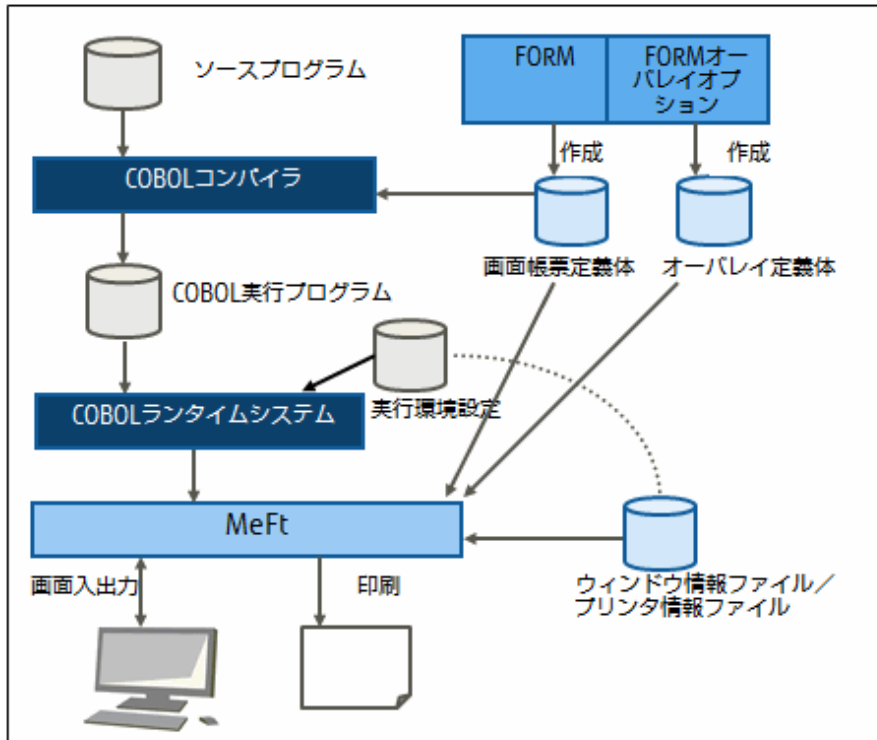 ソースプログラム
FORM
FORMオー
バレイオプ
ション
作成
作成
COBOLコンパイラ
画面帳票定義体
オーバレイ定義体
COBOL実行プログラム
COBOLランタイムシステム
実行環境設定
MeFt
画面入出力
印刷
ウィンドウ情報ファイル／
プリンタ情報ファイル